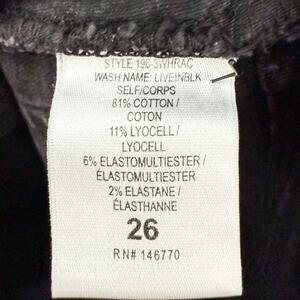 STYLE 196-3WHRAC
WASH NAME: LIVEINBLK
SELF/CORPS
81% COTTON /
COTON
11% LYOCELL /
LYOCELL
6% ELASTOMULTIESTER /
ÉLASTOMULTIESTER
2% ELASTANE /
ÉLASTHANNE
26
RN# 146770